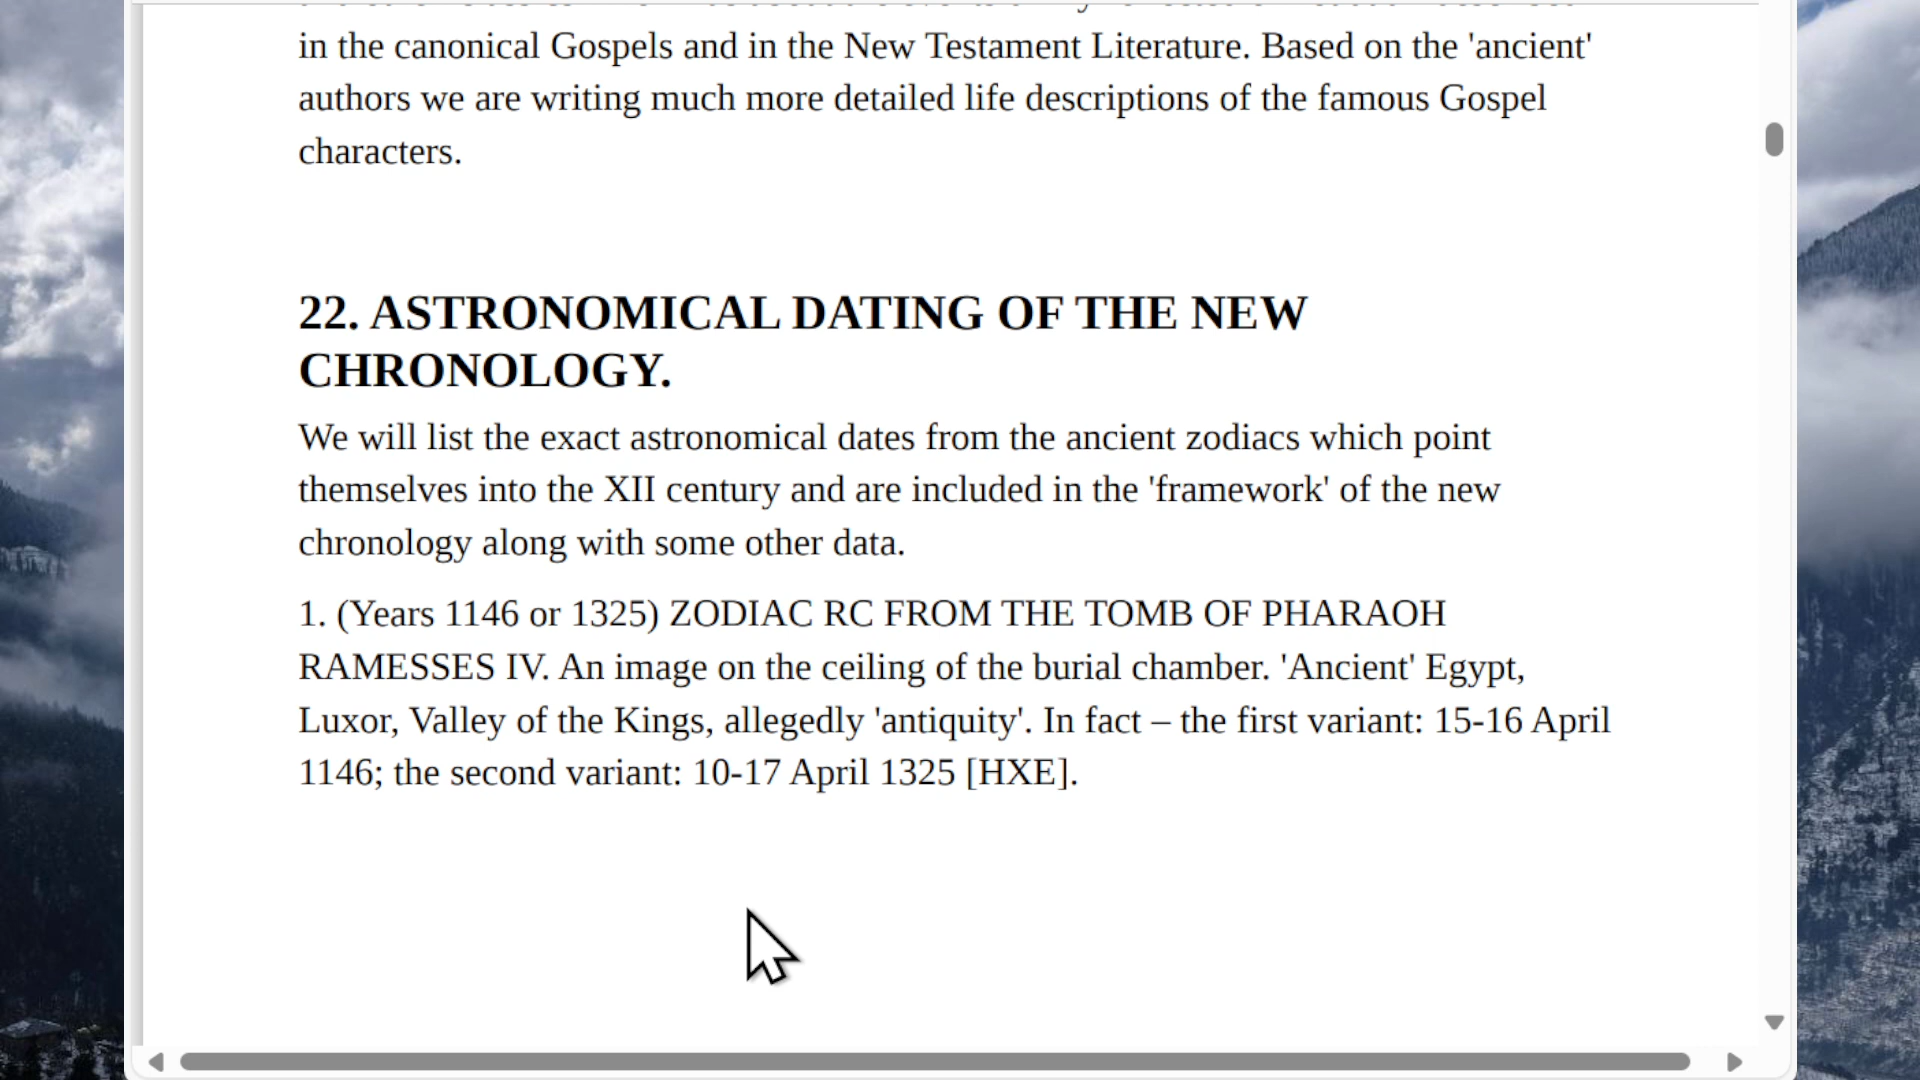 in the canonical Gospels and in the New Testament Literature. Based on the 'ancient'
authors we are writing much more detailed life descriptions of the famous Gospel
characters.
22. ASTRONOMICAL DATING OF THE NEW
CHRONOLOGY.
We will list the exact astronomical dates from the ancient zodiacs which point
themselves into the XII century and are included in the 'framework' of the new
chronology along with some other data.
1. (Years 1146 or 1325) ZODIAC RC FROM THE TOMB OF PHARAOH
RAMESSES IV. An image on the ceiling of the burial chamber. 'Ancient' Egypt,
Luxor, Valley of the Kings, allegedly 'antiquity'. In fact – the first variant: 15-16 April
1146; the second variant: 10-17 April 1325 [HXE].